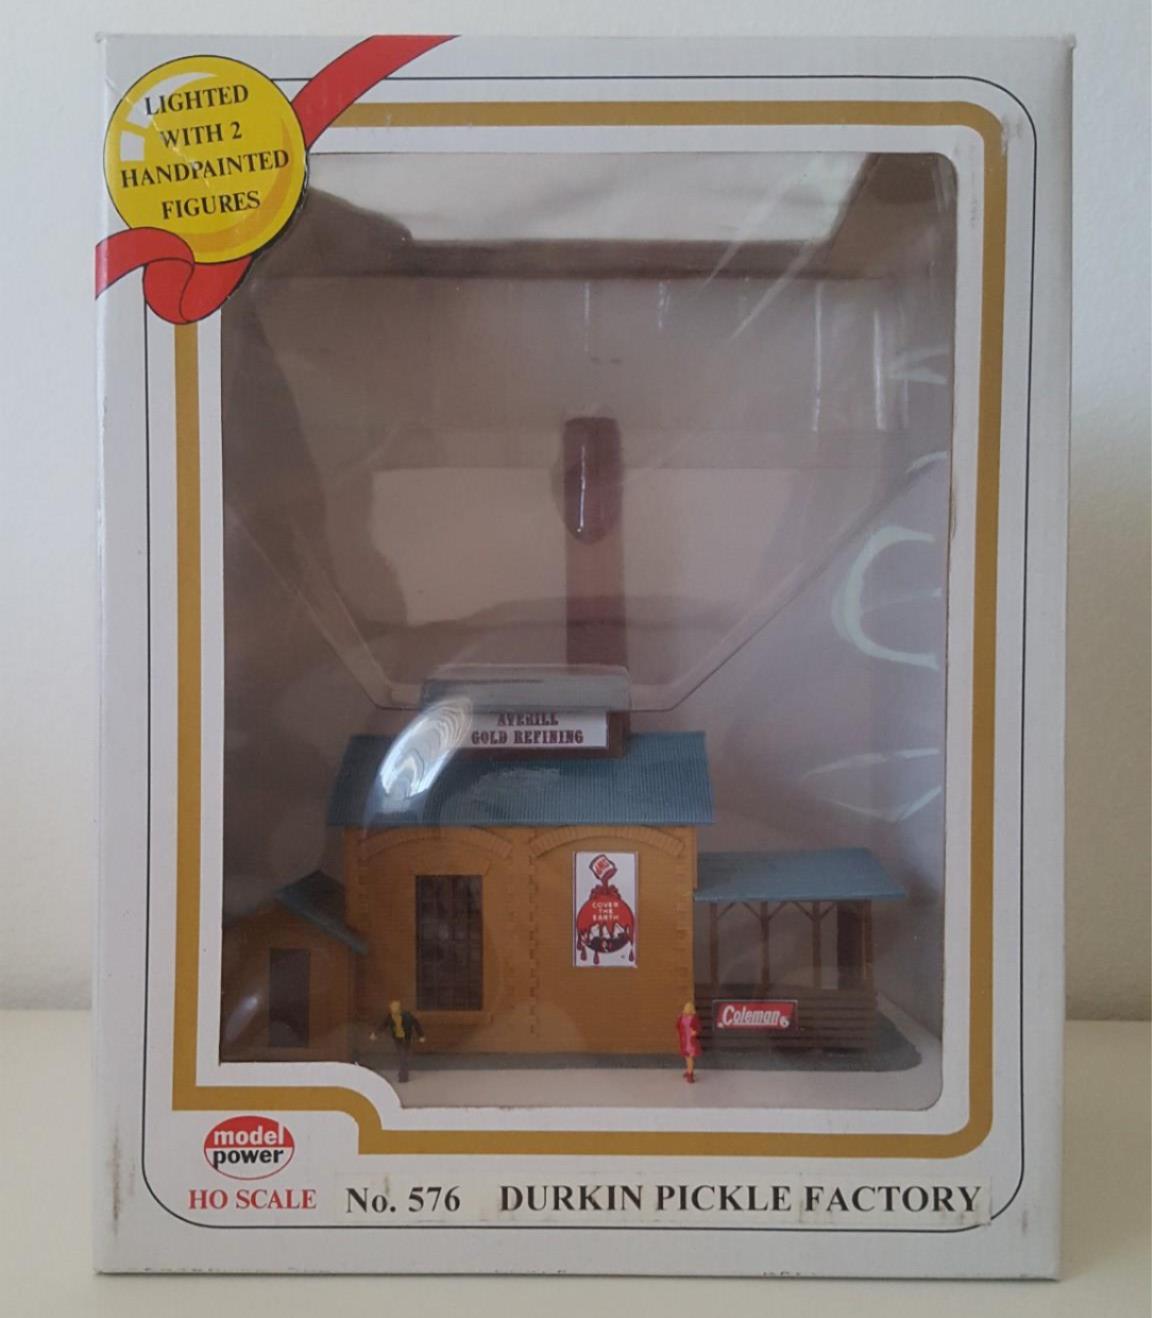 LIGHTED
WITH 2
HANDPAINTED
FIGURES
AVERILL
GOLD REFINING
COVER
THE
EARTH
Coleman
model
power
HO SCALE
No. 576 DURKIN PICKLE FACTORY